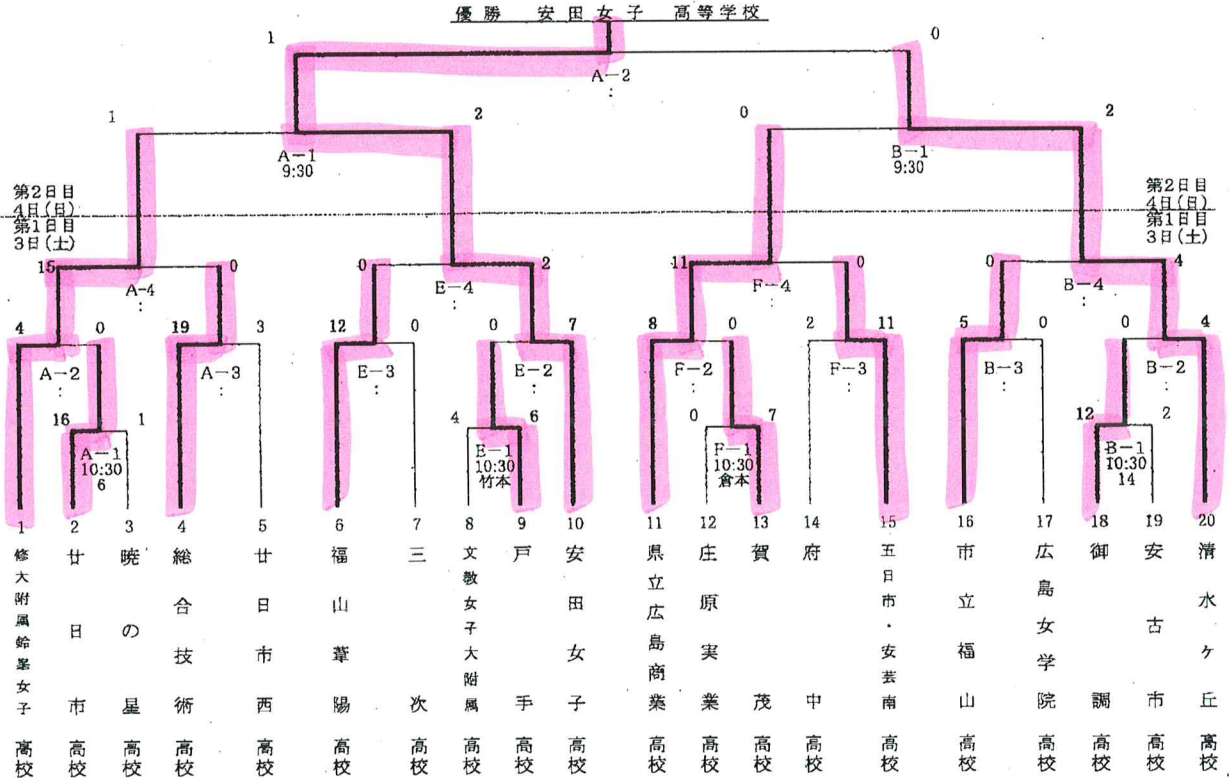 優勝 安田女子 高等学校
1 0
A-2
:
1 2 0 2
A-1 B-1
9:30 9:30
第2日目 第2日目
4日(日) 4日(日)
第1日目 第1日目
3日(土) 3日(土)
15 0 0 2 11 0 0 4
A-4 E-4 F-4 B-4
: : : :
4 0 19 3 12 0 0 7 8 0 2 11 5 0 0 4
A-2 A-3 E-3 E-2 F-2 F-3 B-3 B-2
: : : : : : : :
16 1 4 6 0 7 12 2
A-1 E-1 F-1 B-1
10:30 10:30 10:30 10:30
6 竹本 倉本 14
1 2 3 4 5 6 7 8 9 10 11 12 13 14 15 16 17 18 19 20
修大附属鈴峯女子高校
廿日市高校
暁の星高校
総合技術高校
廿日市西高校
福山葦陽高校
三次高校
文教女子大附属高校
戸手高校
安田女子高校
県立広島商業高校
庄原実業高校
賀茂高校
府中高校
五日市・安芸南高校
市立福山高校
広島女学院高校
御調高校
安古市高校
清水ヶ丘高校